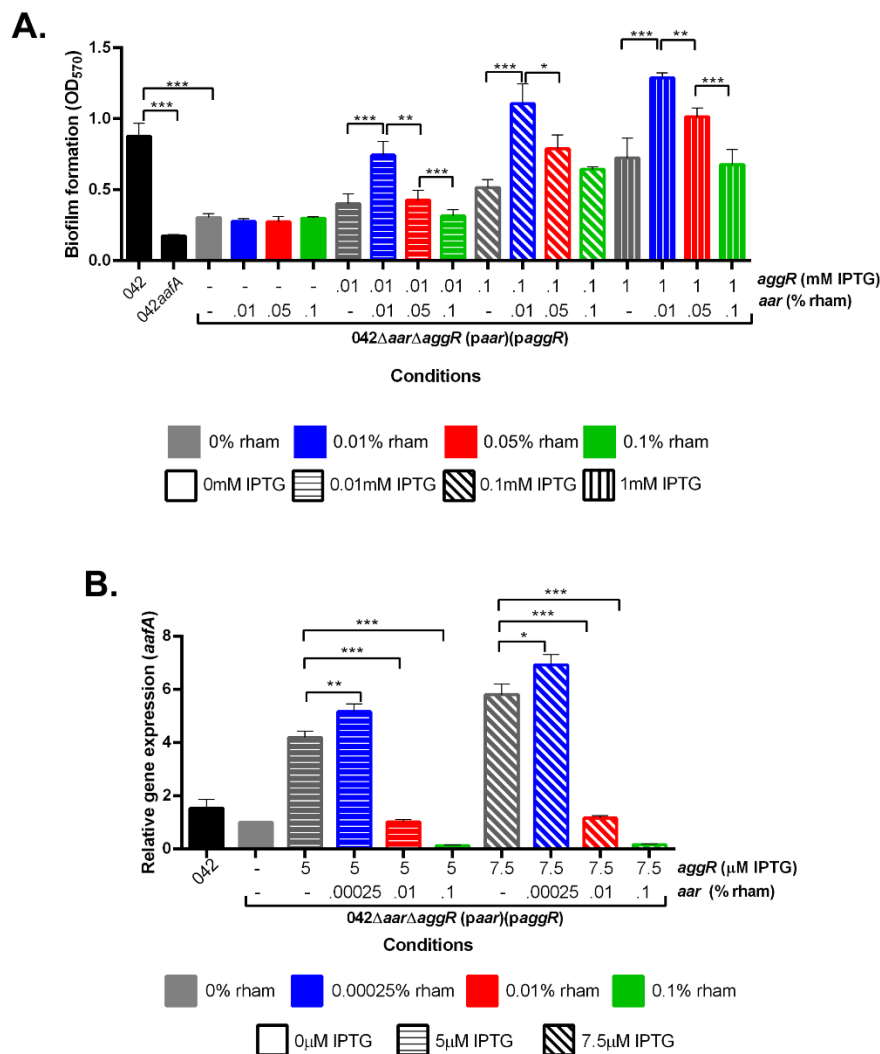 A.
Biofilm formation (OD570)
1.5
1.0
0.5
0.0
*** *** *** ** *** *** * *** ** ***
042
042aafA
- - - - .01 .01 .01 .01 .1 .1 .1 .1 1 1 1 1 aggR (mM IPTG)
- .01 .05 .1 - .01 .05 .1 - .01 .05 .1 - .01 .05 .1 aar (% rham)
042ΔaarΔaggR (paar)(paggR)
Conditions
0% rham 0.01% rham 0.05% rham 0.1% rham
0mM IPTG 0.01mM IPTG 0.1mM IPTG 1mM IPTG
B.
Relative gene expression (aafA)
8
6
4
2
0
*** *** ** *** *** *
042
- 5 5 5 5 7.5 7.5 7.5 7.5 aggR (μM IPTG)
- - .00025 .01 .1 - .00025 .01 .1 aar (% rham)
042ΔaarΔaggR (paar)(paggR)
Conditions
0% rham 0.00025% rham 0.01% rham 0.1% rham
0μM IPTG 5μM IPTG 7.5μM IPTG